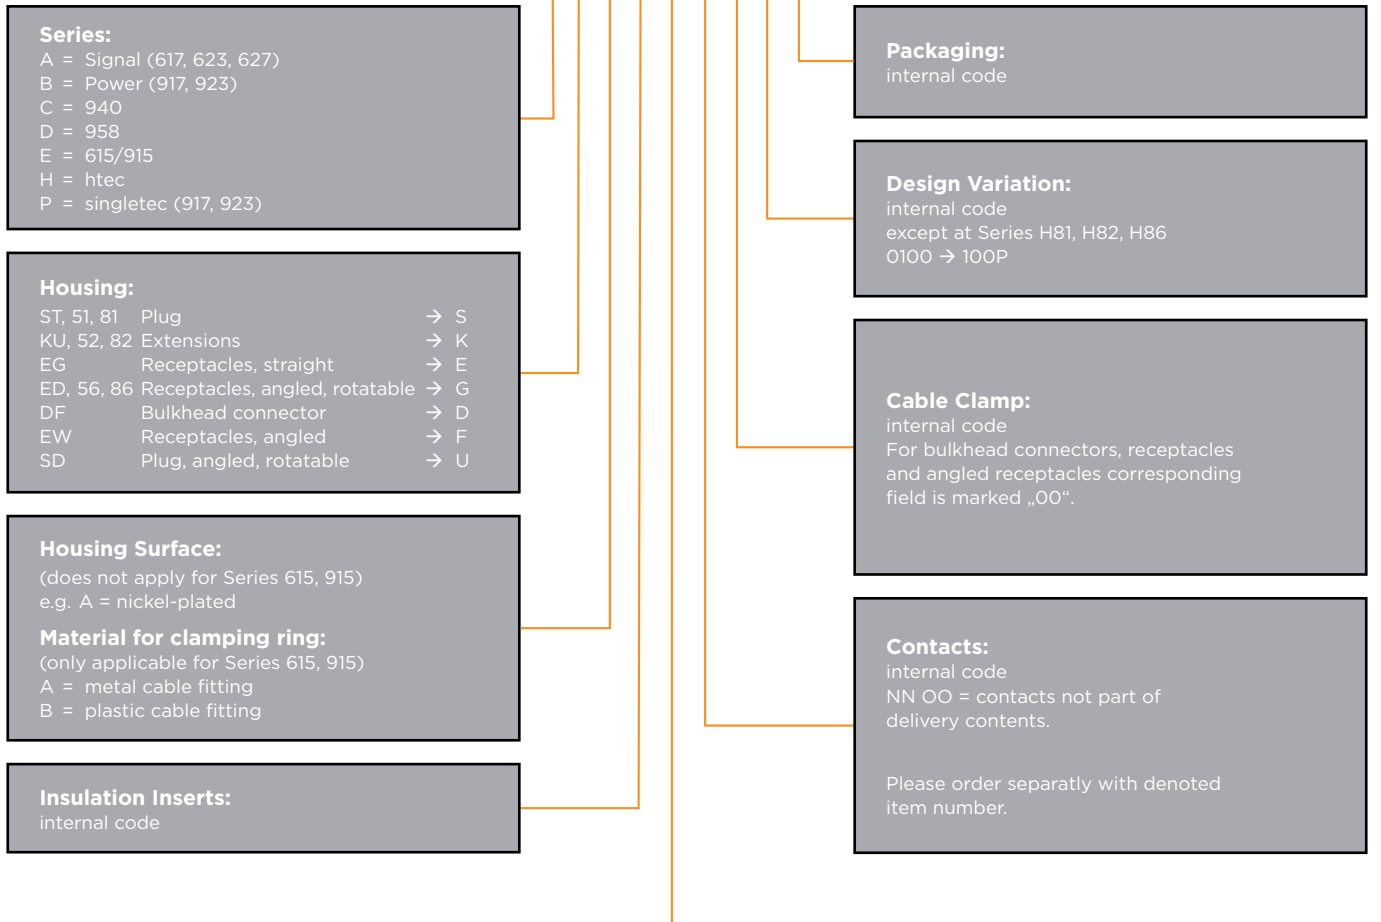 Series:
A = Signal (617, 623, 627)
B = Power (917, 923)
C = 940
D = 958
E = 615/915
H = htec
P = singletec (917, 923)
Housing:
ST, 51, 81 Plug → S
KU, 52, 82 Extensions → K
EG Receptacles, straight → E
ED, 56, 86 Receptacles, angled, rotatable → G
DF Bulkhead connector → D
EW Receptacles, angled → F
SD Plug, angled, rotatable → U
Housing Surface:
(does not apply for Series 615, 915)
e.g. A = nickel-plated
Material for clamping ring:
(only applicable for Series 615, 915)
A = metal cable fitting
B = plastic cable fitting
Insulation Inserts:
internal code
Packaging:
internal code
Design Variation:
internal code
except at Series H81, H82, H86
0100 → 100P
Cable Clamp:
internal code
For bulkhead connectors, receptacles
and angled receptacles corresponding
field is marked „00“.
Contacts:
internal code
NN OO = contacts not part of
delivery contents.
Please order separatly with denoted
item number.